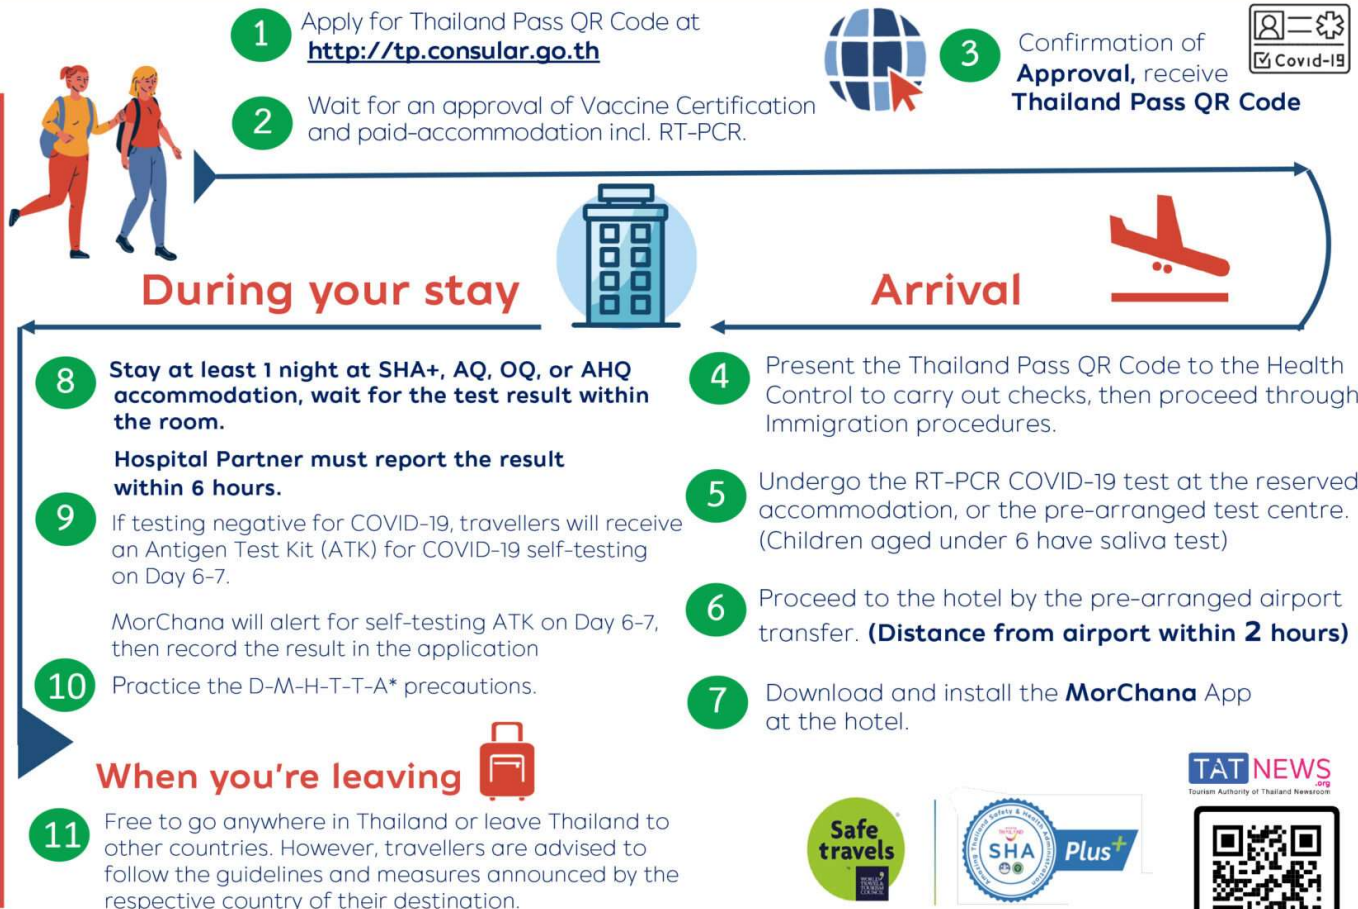 1
Apply for Thailand Pass QR Code at
http://tp.consular.go.th
2
Wait for an approval of Vaccine Certification
and paid-accommodation incl. RT-PCR.
3
Confirmation of
Approval, receive
Thailand Pass QR Code
Covid-19
Arrival
4
Present the Thailand Pass QR Code to the Health
Control to carry out checks, then proceed through
Immigration procedures.
5
Undergo the RT-PCR COVID-19 test at the reserved
accommodation, or the pre-arranged test centre.
(Children aged under 6 have saliva test)
6
Proceed to the hotel by the pre-arranged airport
transfer. (Distance from airport within 2 hours)
7
Download and install the MorChana App
at the hotel.
During your stay
8
Stay at least 1 night at SHA+, AQ, OQ, or AHQ
accommodation, wait for the test result within
the room.
Hospital Partner must report the result
within 6 hours.
9
If testing negative for COVID-19, travellers will receive
an Antigen Test Kit (ATK) for COVID-19 self-testing
on Day 6-7.
MorChana will alert for self-testing ATK on Day 6-7,
then record the result in the application
10
Practice the D-M-H-T-T-A* precautions.
When you're leaving
11
Free to go anywhere in Thailand or leave Thailand to
other countries. However, travellers are advised to
follow the guidelines and measures announced by the
respective country of their destination.
Safe
travels
WORLD
TRAVEL &
TOURISM
COUNCIL
Amazing Thailand Safety & Health Administration
SHA
Plus+
TAT NEWS
.org
Tourism Authority of Thailand Newsroom